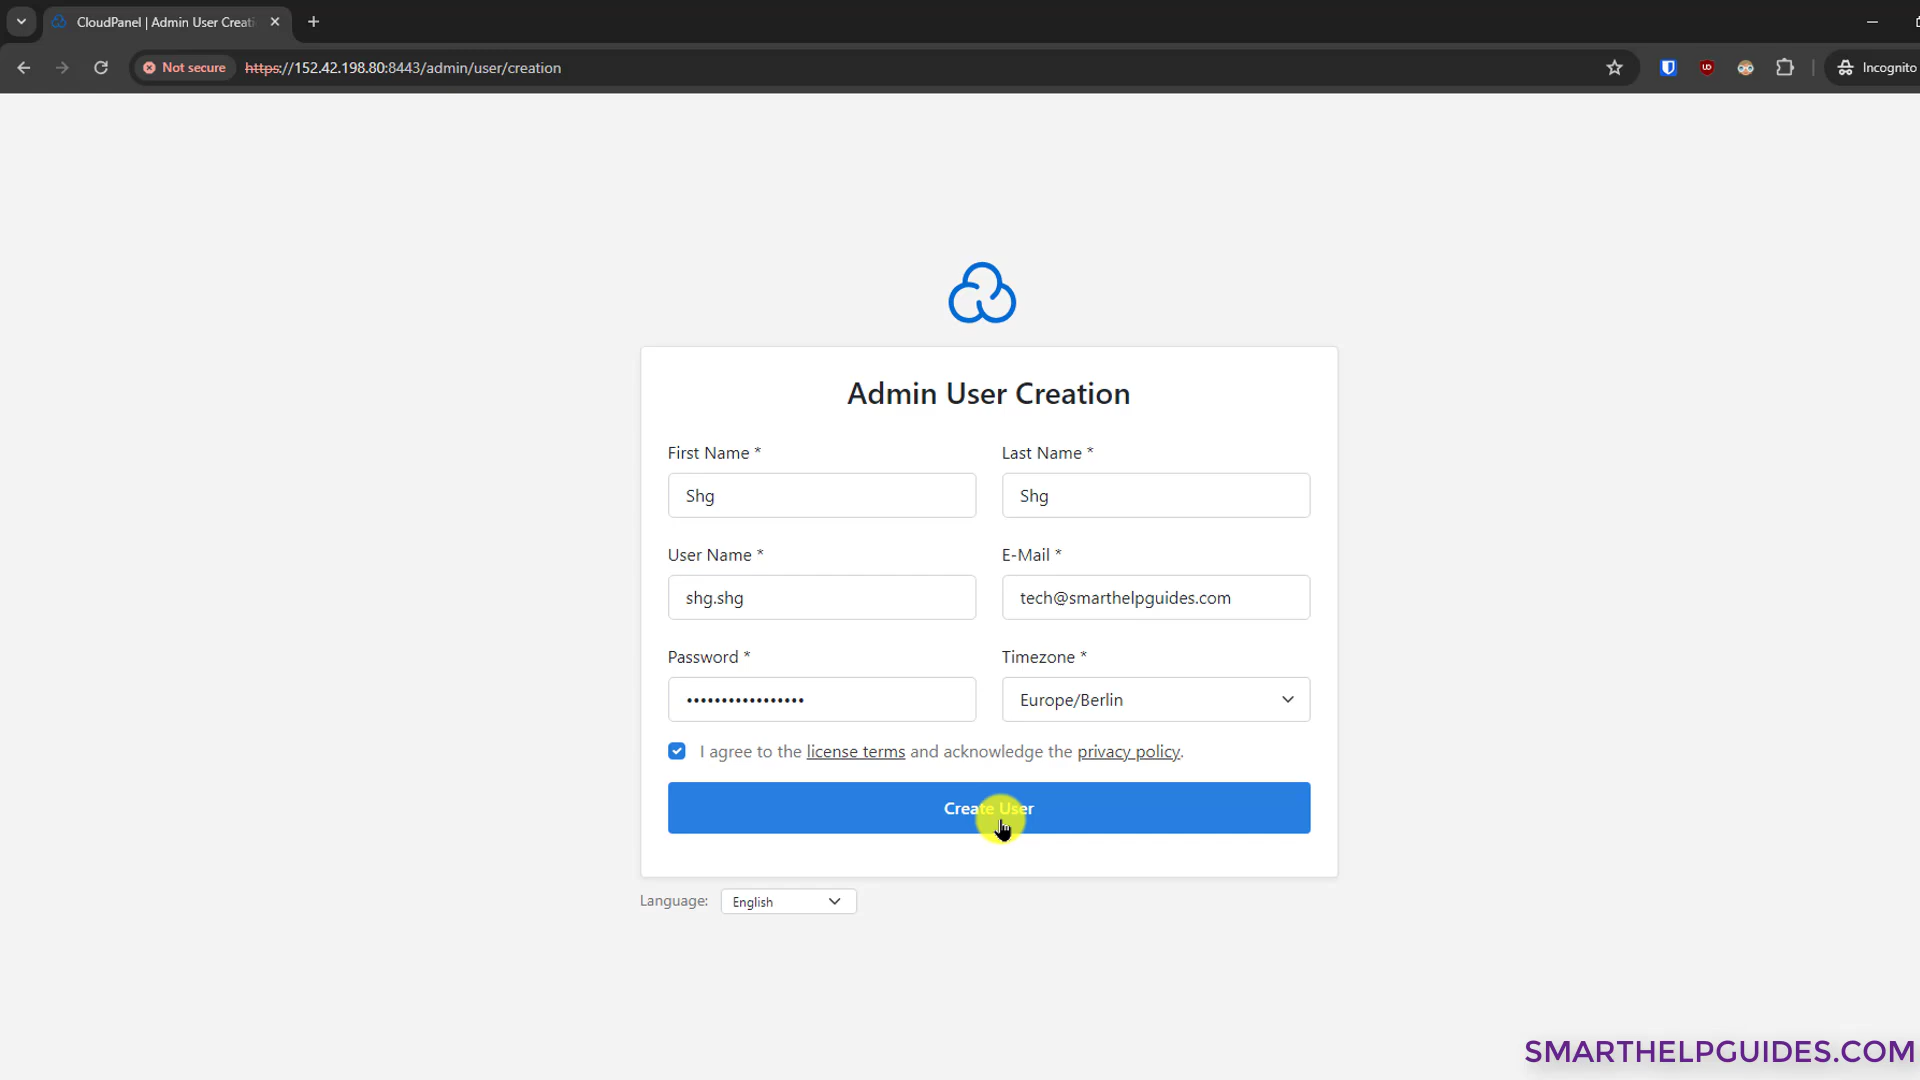 CloudPanel | Admin User Creati
Not secure
https://152.42.198.80:8443/admin/user/creation
Incognito
Admin User Creation
First Name *
Last Name *
Shg
Shg
User Name *
E-Mail *
shg.shg
tech@smarthelpguides.com
Password *
Timezone *
•••••••••••••••••
Europe/Berlin
I agree to the license terms and acknowledge the privacy policy.
Create User
Language:
English
SMARTHELPGUIDES.COM